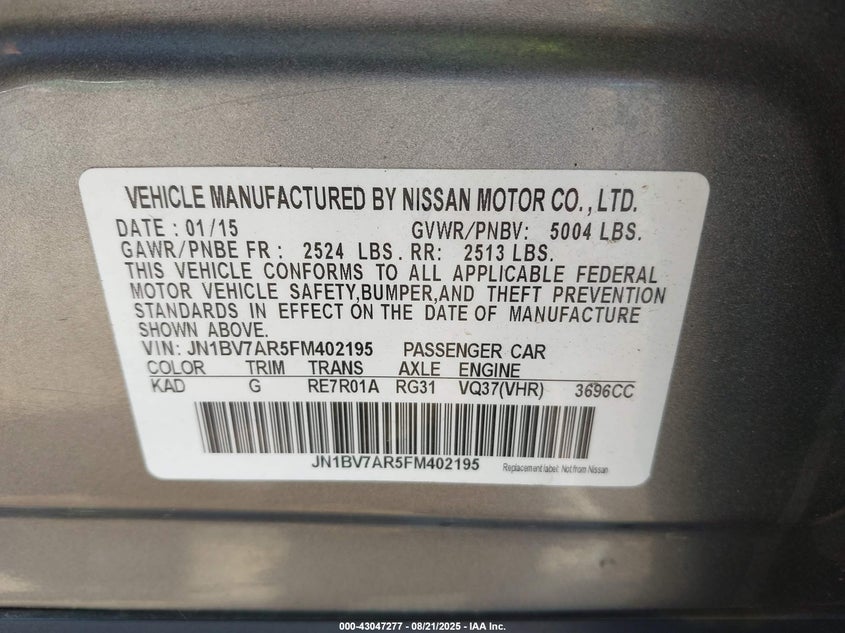 VEHICLE MANUFACTURED BY NISSAN MOTOR CO., LTD.
DATE : 01/15 GVWR/PNBV: 5004 LBS.
GAWR/PNBE FR : 2524 LBS. RR: 2513 LBS.
THIS VEHICLE CONFORMS TO ALL APPLICABLE FEDERAL
MOTOR VEHICLE SAFETY,BUMPER,AND THEFT PREVENTION
STANDARDS IN EFFECT ON THE DATE OF MANUFACTURE
SHOWN ABOVE.
VIN: JN1BV7AR5FM402195 PASSENGER CAR
COLOR TRIM TRANS AXLE ENGINE
KAD G RE7R01A RG31 VQ37(VHR) 3696CC
JN1BV7AR5FM402195 Replacement label: Not from Nissan
000-43047277 - 08/21/2025 - IAA Inc.